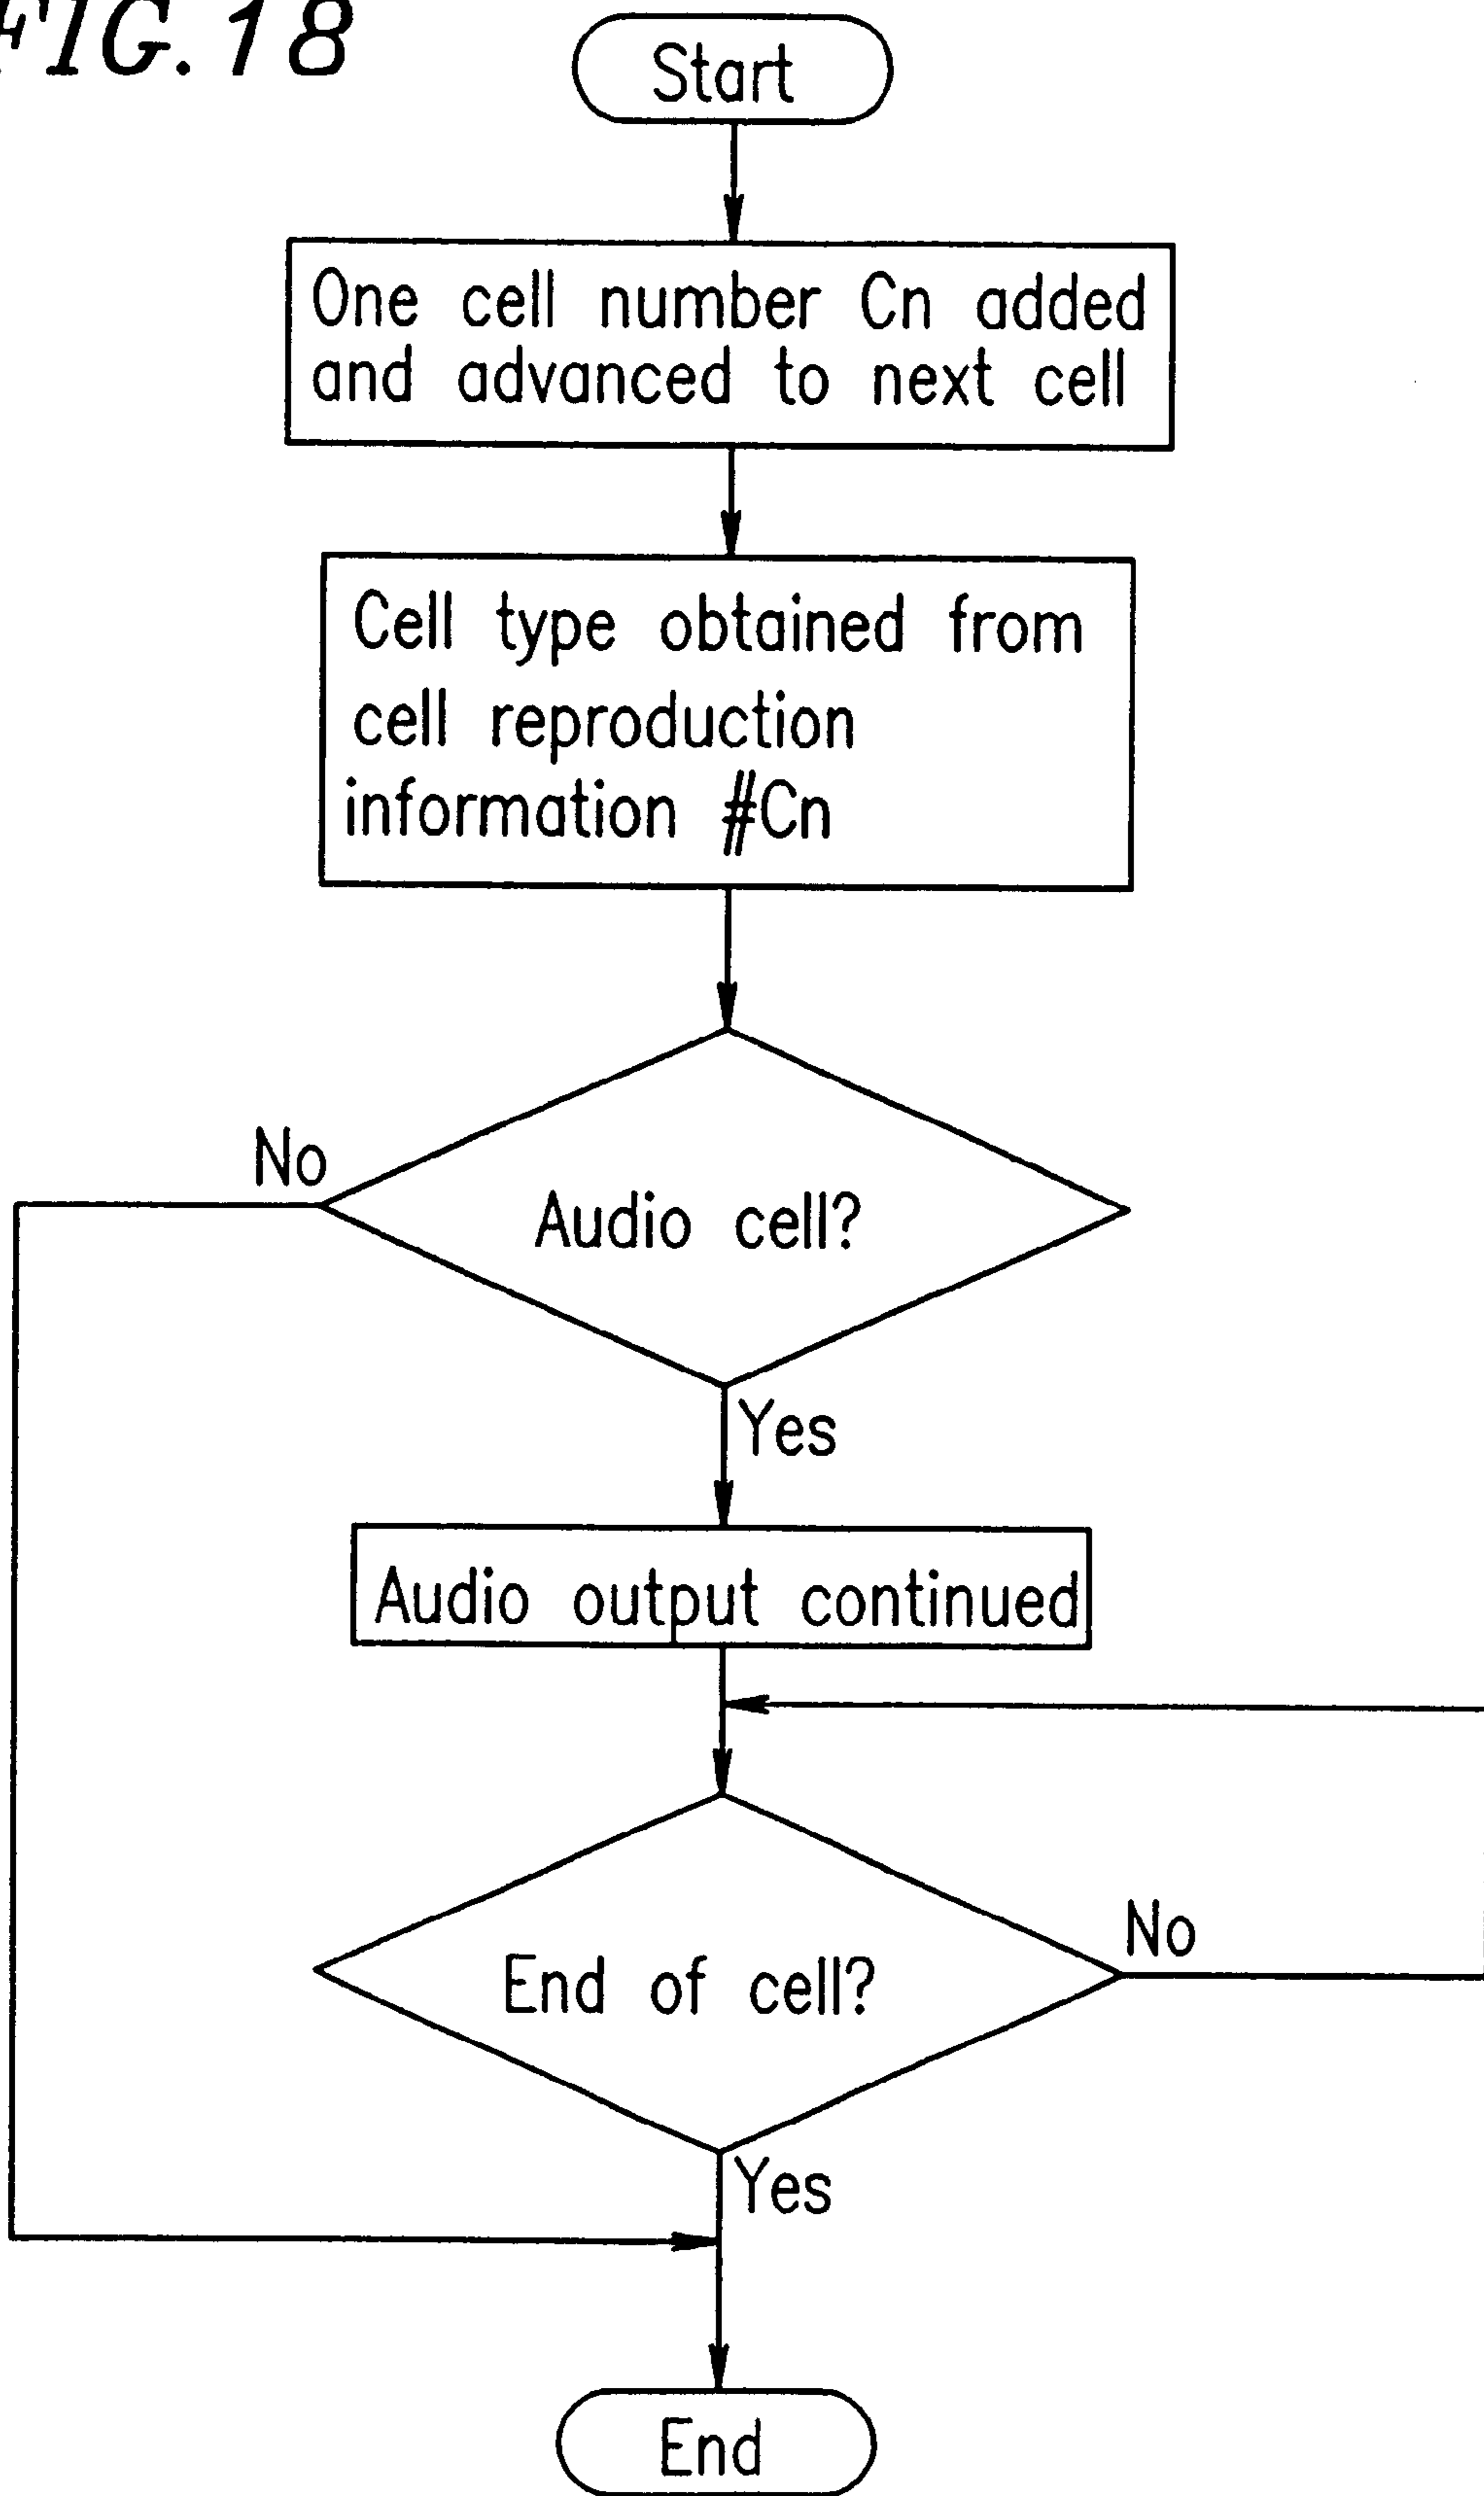 FIG. 18
Start
One cell number Cn added
and advanced to next cell
Cell type obtained from
cell reproduction
information #Cn
No
Audio cell?
Yes
Audio output continued
No
End of cell?
Yes
End